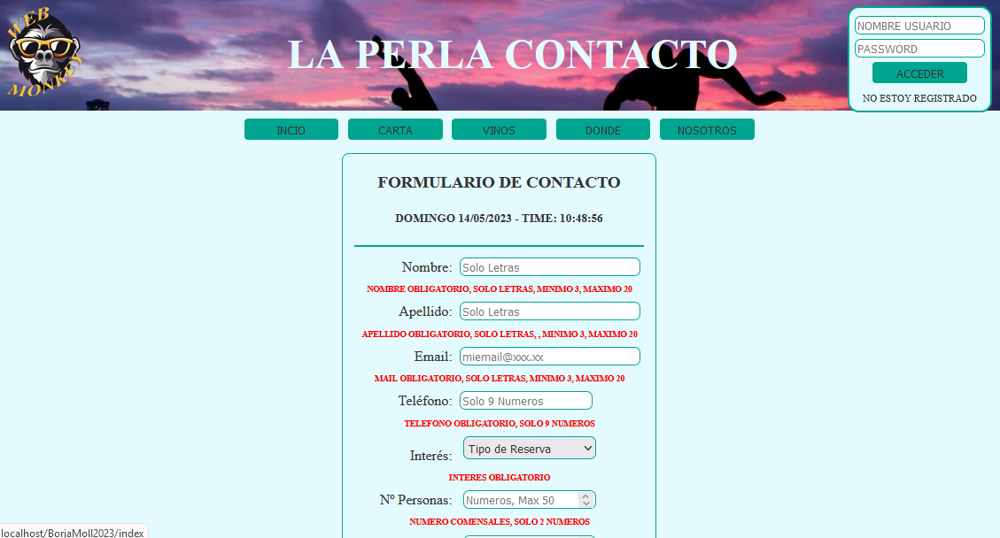 WEB
MONKEY
LA PERLA CONTACTO
NOMBRE USUARIO
PASSWORD
ACCEDER
NO ESTOY REGISTRADO
INCIO CARTA VINOS DONDE NOSOTROS
FORMULARIO DE CONTACTO
DOMINGO 14/05/2023 - TIME: 10:48:56
Nombre: Solo Letras
NOMBRE OBLIGATORIO, SOLO LETRAS, MINIMO 3, MAXIMO 20
Apellido: Solo Letras
APELLIDO OBLIGATORIO, SOLO LETRAS, , MINIMO 3, MAXIMO 20
Email: miemail@xxx.xx
MAIL OBLIGATORIO, SOLO LETRAS, MINIMO 3, MAXIMO 20
Teléfono: Solo 9 Numeros
TELEFONO OBLIGATORIO, SOLO 9 NUMEROS
Interés: Tipo de Reserva
INTERES OBLIGATORIO
Nº Personas: Numeros, Max 50
NUMERO COMENSALES, SOLO 2 NUMEROS
localhost/BorjaMoll2023/index